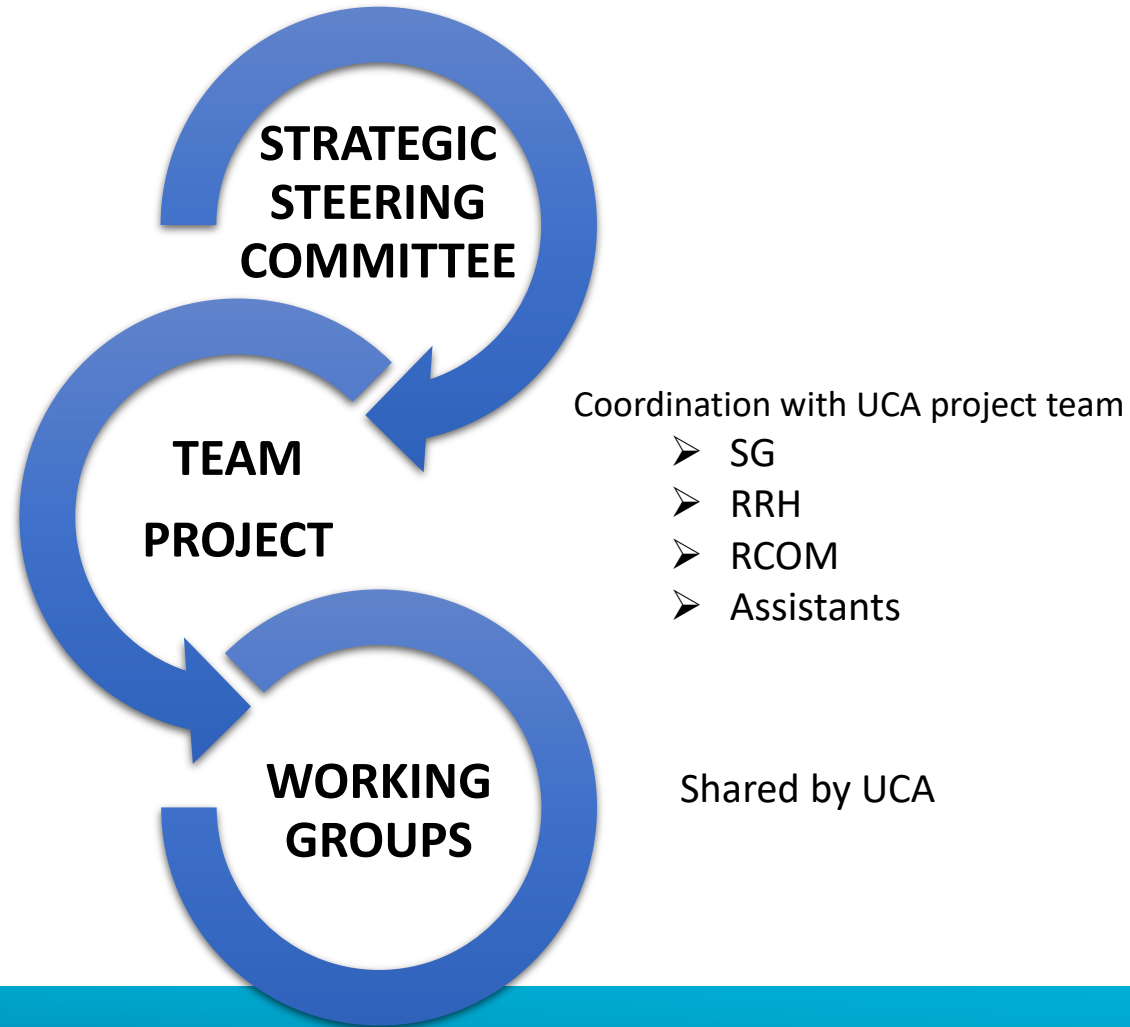 STRATEGIC
STEERING
COMMITTEE
TEAM
PROJECT
Coordination with UCA project team
➢ SG
➢ RRH
➢ RCOM
➢ Assistants
WORKING
GROUPS
Shared by UCA